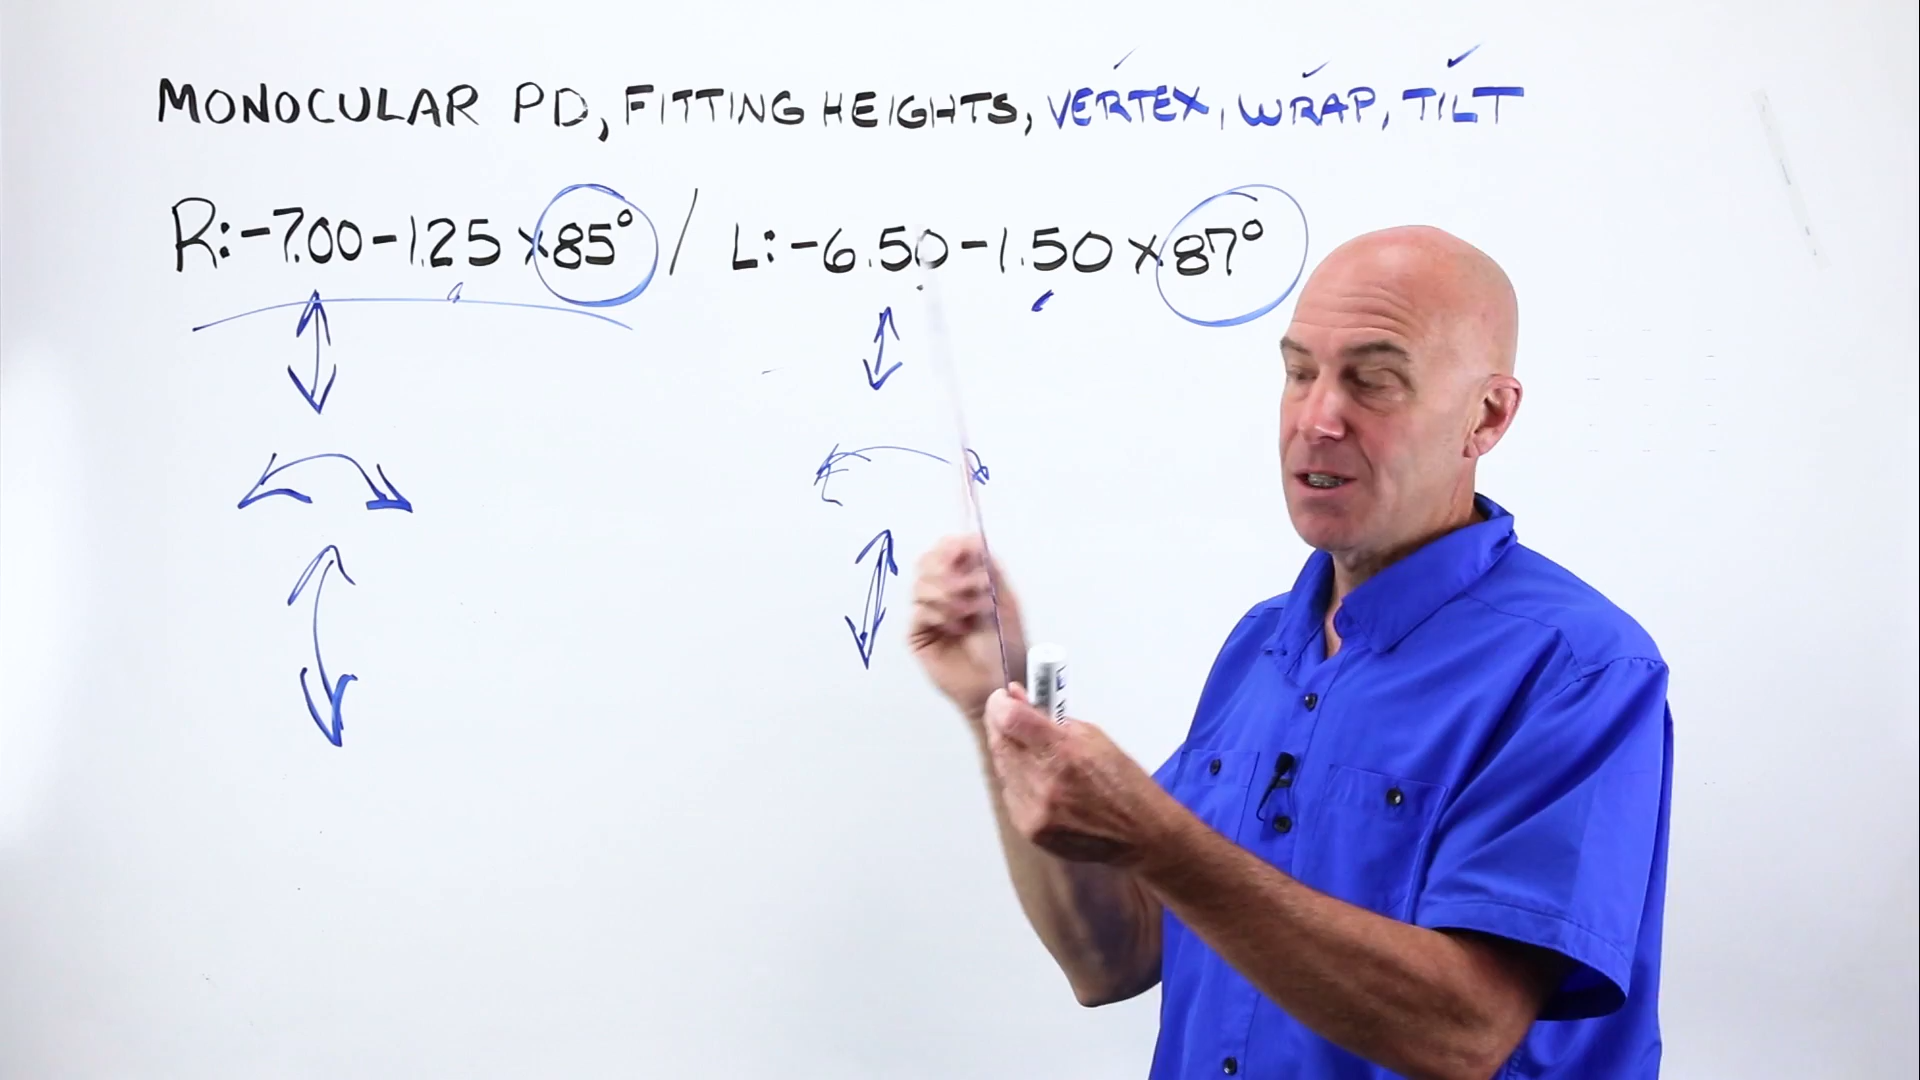 MONOCULAR PD, FITTING HEIGHTS, VERTEX, WRAP, TILT
R:-7.00-1.25 x 85° / L:-6.50-1.50 x 87°